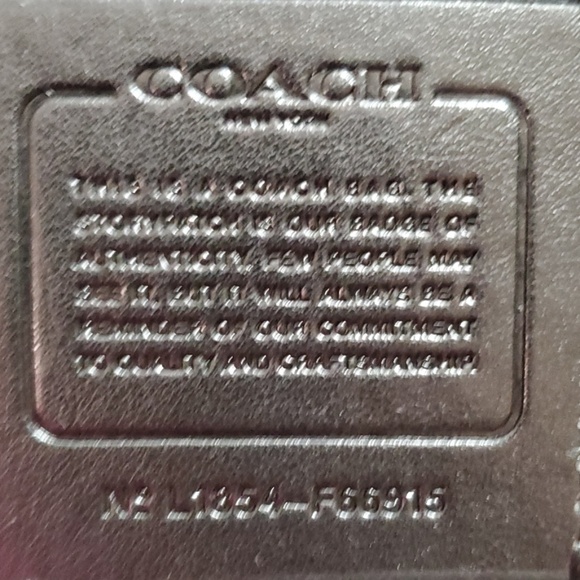 COACH
NEW YORK
THIS IS A COACH BAG. THE
STORYPATCH IS OUR BADGE OF
AUTHENTICITY. FEW PEOPLE MAY
SEE IT, BUT IT WILL ALWAYS BE A
REMINDER OF OUR COMMITMENT
TO QUALITY AND CRAFTSMANSHIP.
Nº L1354-F66915